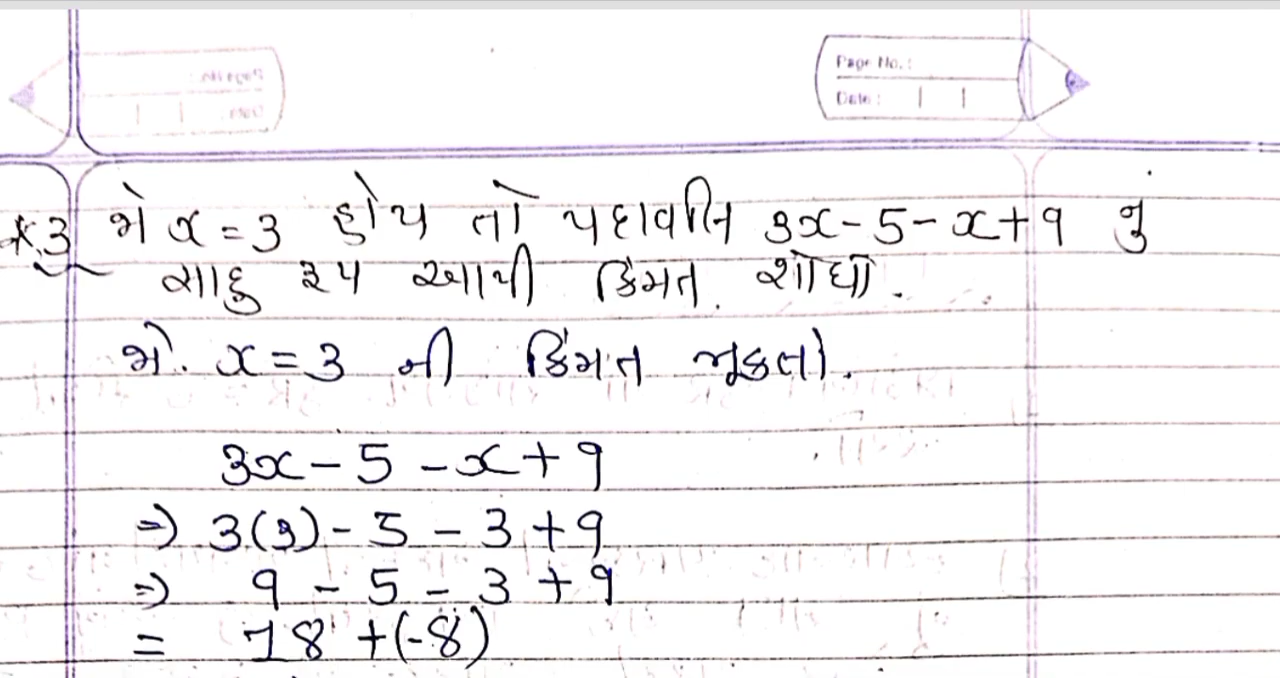 Page No. :
Date :
*3 જો x = 3 હોય તો પદાવલિ 3x - 5 - x + 9 નુ
સાદુ રૂપ આપી કિંમત શોધો.
જો. x = 3 ની કિંમત મૂકતા.
3x - 5 - x + 9
⇒ 3(3) - 5 - 3 + 9
⇒ 9 - 5 - 3 + 9
= 18 + (-8)